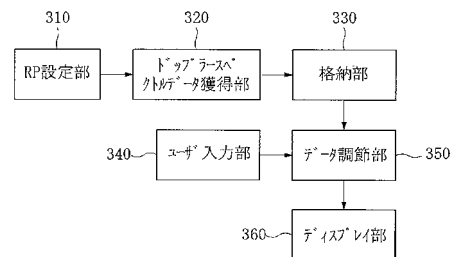 310
320
330
RP設定部
ドップラースペ
クトルデータ獲得部
格納部
340
ユーザ入力部
データ調節部
350
360
ディスプレイ部